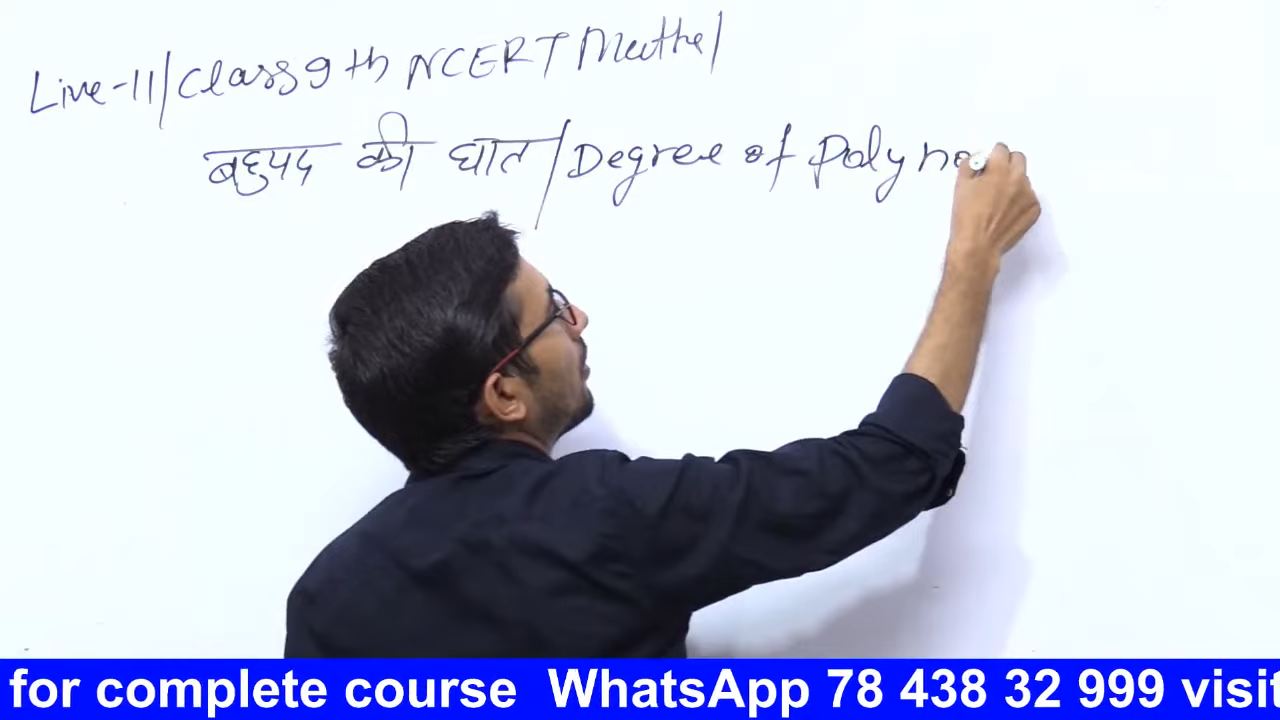 Live-11/Class 9th NCERT Maths/
बहुपद की घात/Degree of Polyno
for complete course WhatsApp 78 438 32 999 visit